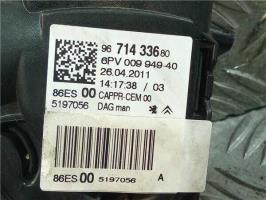 96 714 336 80
6PV 009 949-40
26.04.2011
14:17:38 / 03
86ES 00 CAPPR-CEM 00
5197056 DAG man
86ES 00 5197056 A